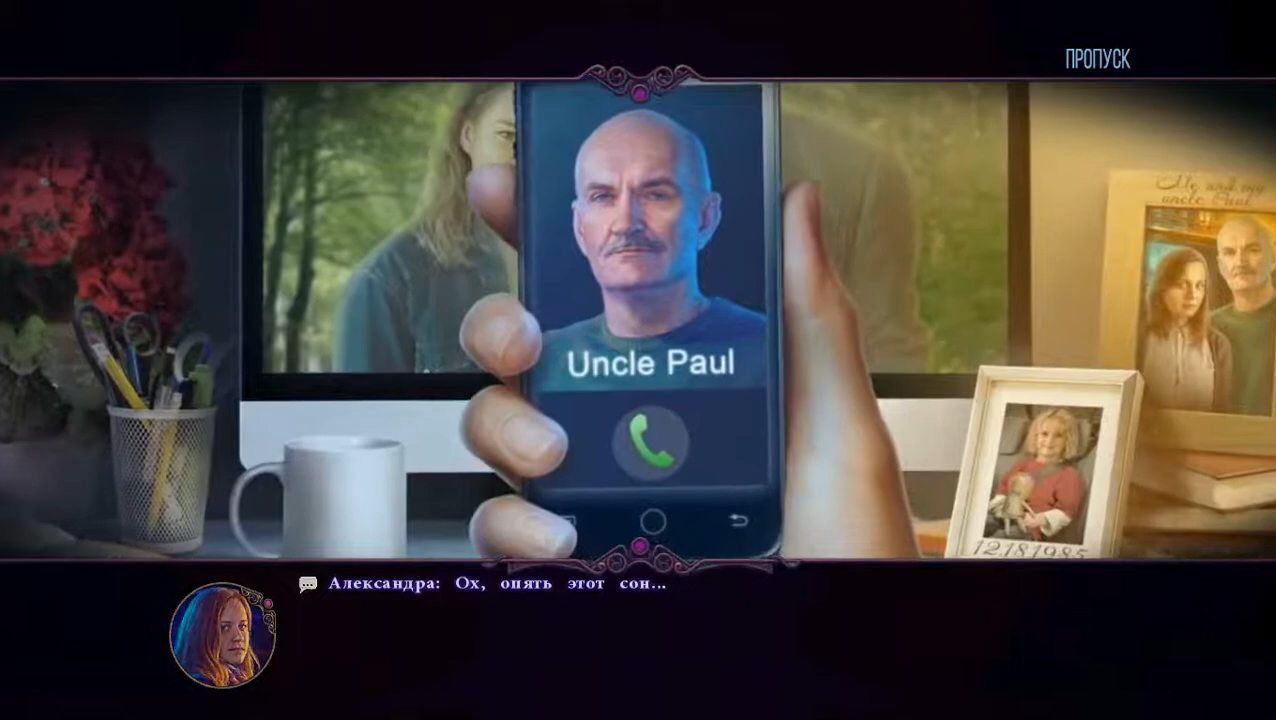 ПРОПУСК
Me and my
uncle Paul
Uncle Paul
12.18.1985
Александра: Ох, опять этот сон...